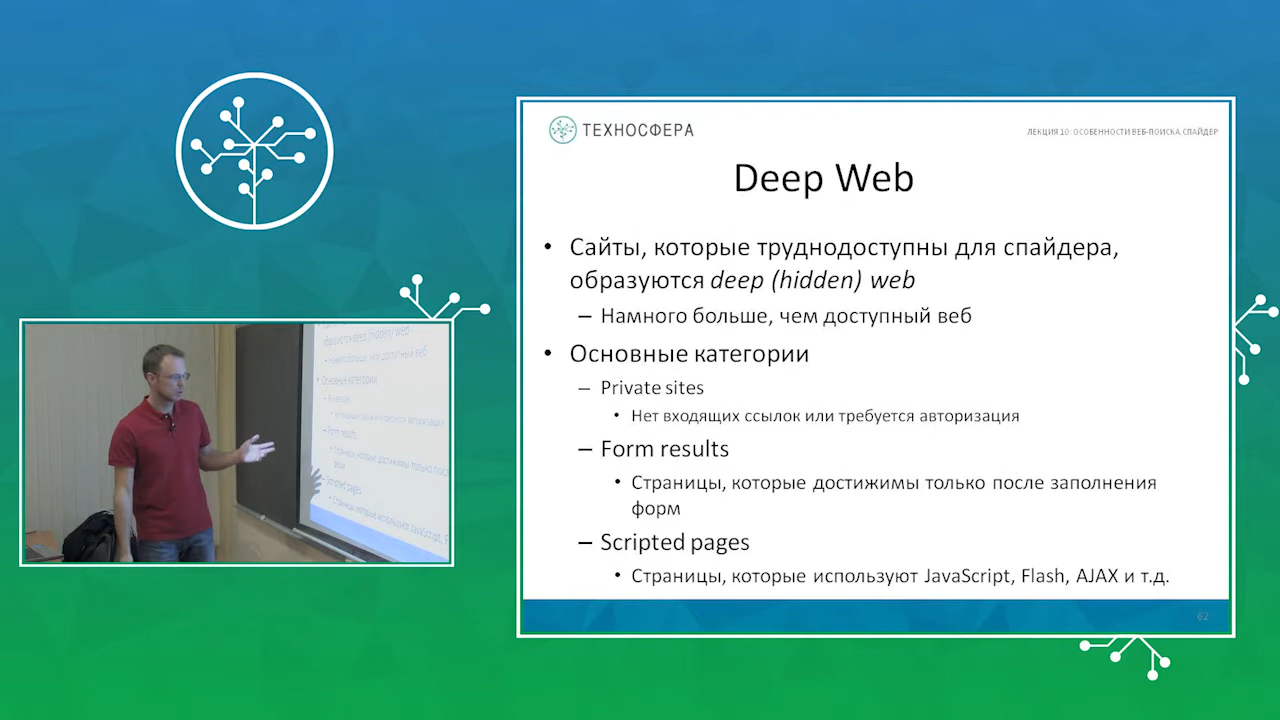 ТЕХНОСФЕРА
ЛЕКЦИЯ 10: ОСОБЕННОСТИ ВЕБ-ПОИСКА. СПАЙДЕР
Deep Web
• Сайты, которые труднодоступны для спайдера,
образуются deep (hidden) web
– Намного больше, чем доступный веб
• Основные категории
– Private sites
• Нет входящих ссылок или требуется авторизация
– Form results
• Страницы, которые достижимы только после заполнения
форм
– Scripted pages
• Страницы, которые используют JavaScript, Flash, AJAX и т.д.
62